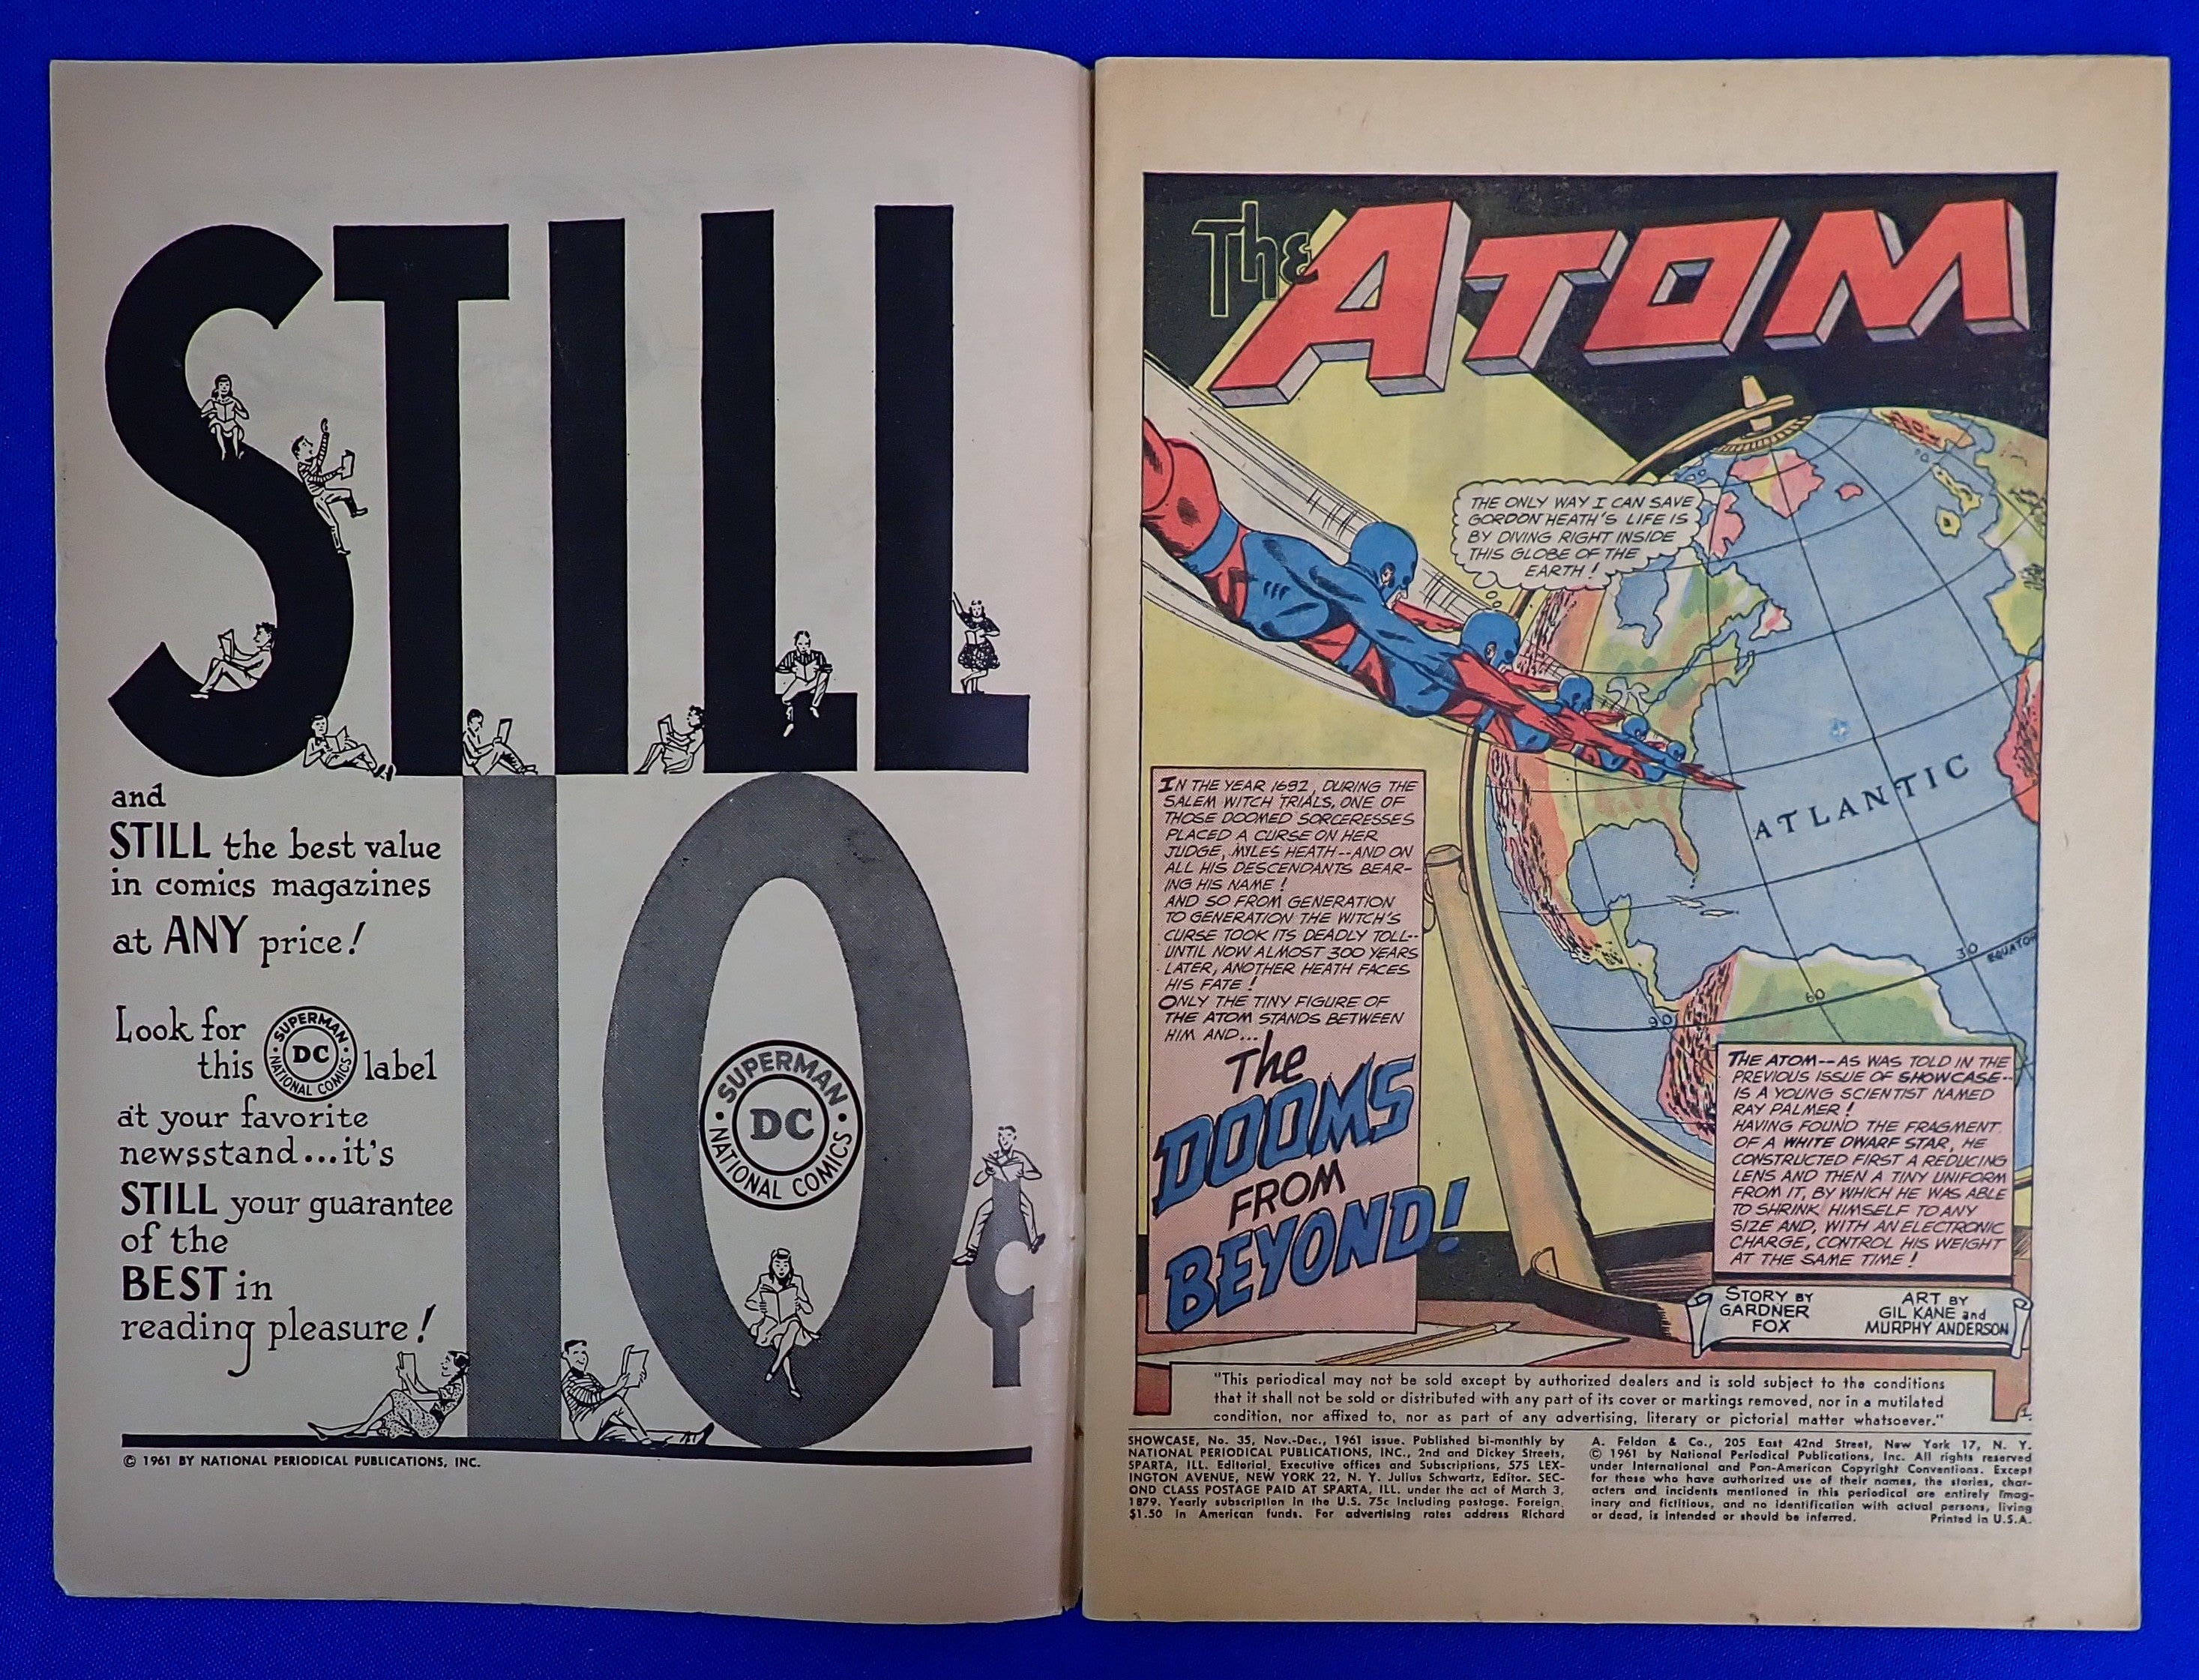 STILL
10¢
and
STILL the best value
in comics magazines
at ANY price!
Look for
this SUPERMAN DC NATIONAL COMICS label
at your favorite
newsstand...it's
STILL your guarantee
of the
BEST in
reading pleasure!
SUPERMAN
DC
NATIONAL COMICS
© 1961 BY NATIONAL PERIODICAL PUBLICATIONS, INC.
The ATOM
THE ONLY WAY I CAN SAVE
GORDON HEATH'S LIFE IS
BY DIVING RIGHT INSIDE
THIS GLOBE OF THE
EARTH!
ATLANTIC
30
EQUATOR
60
90
IN THE YEAR 1692, DURING THE
SALEM WITCH TRIALS, ONE OF
THOSE DOOMED SORCERESSES
PLACED A CURSE ON HER
JUDGE, MYLES HEATH--AND ON
ALL HIS DESCENDANTS BEAR-
ING HIS NAME!
AND SO FROM GENERATION
TO GENERATION THE WITCH'S
CURSE TOOK ITS DEADLY TOLL--
UNTIL NOW ALMOST 300 YEARS
LATER, ANOTHER HEATH FACES
HIS FATE!
ONLY THE TINY FIGURE OF
THE ATOM STANDS BETWEEN
HIM AND...
The
DOOMS
FROM
BEYOND!
THE ATOM--AS WAS TOLD IN THE
PREVIOUS ISSUE OF SHOWCASE--
IS A YOUNG SCIENTIST NAMED
RAY PALMER!
HAVING FOUND THE FRAGMENT
OF A WHITE DWARF STAR, HE
CONSTRUCTED FIRST A REDUCING
LENS AND THEN A TINY UNIFORM
FROM IT, BY WHICH HE WAS ABLE
TO SHRINK HIMSELF TO ANY
SIZE AND, WITH AN ELECTRONIC
CHARGE, CONTROL HIS WEIGHT
AT THE SAME TIME!
STORY BY
GARDNER
FOX
ART BY
GIL KANE and
MURPHY ANDERSON
"This periodical may not be sold except by authorized dealers and is sold subject to the conditions
that it shall not be sold or distributed with any part of its cover or markings removed, nor in a mutilated
condition, nor affixed to, nor as part of any advertising, literary or pictorial matter whatsoever."
1
SHOWCASE, No. 35, Nov.-Dec., 1961 issue. Published bi-monthly by
NATIONAL PERIODICAL PUBLICATIONS, INC., 2nd and Dickey Streets,
SPARTA, ILL. Editorial, Executive offices and Subscriptions, 575 LEX-
INGTON AVENUE, NEW YORK 22, N. Y. Julius Schwartz, Editor. SEC-
OND CLASS POSTAGE PAID AT SPARTA, ILL. under the act of March 3,
1879. Yearly subscription in the U.S. 75c including postage. Foreign,
$1.50 in American funds. For advertising rates address Richard
A. Feldon & Co., 205 East 42nd Street, New York 17, N. Y.
© 1961 by National Periodical Publications, Inc. All rights reserved
under International and Pan-American Copyright Conventions. Except
for those who have authorized use of their names, the stories, char-
acters and incidents mentioned in this periodical are entirely imag-
inary and fictitious, and no identification with actual persons, living
or dead, is intended or should be inferred. Printed in U.S.A.